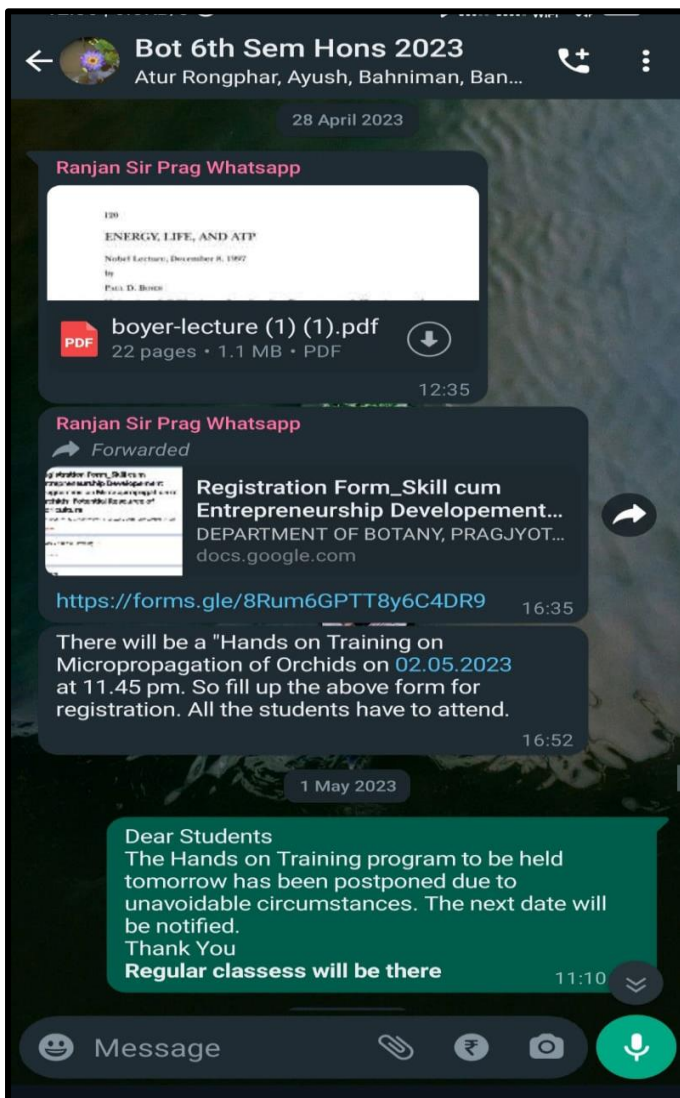 Bot 6th Sem Hons 2023
Atur Rongphar, Ayush, Bahniman, Ban...
28 April 2023
Ranjan Sir Prag Whatsapp
120
ENERGY, LIFE, AND ATP
Nobel Lecture, December 8, 1997
by
PAUL D. BOYER
PDF
boyer-lecture (1) (1).pdf
22 pages • 1.1 MB • PDF
12:35
Ranjan Sir Prag Whatsapp
Forwarded
Registration Form_Skill cum
Entrepreneurship Developement...
DEPARTMENT OF BOTANY, PRAGJYOT...
docs.google.com
https://forms.gle/8Rum6GPTT8y6C4DR9
16:35
There will be a "Hands on Training on
Micropropagation of Orchids on 02.05.2023
at 11.45 pm. So fill up the above form for
registration. All the students have to attend.
16:52
1 May 2023
Dear Students
The Hands on Training program to be held
tomorrow has been postponed due to
unavoidable circumstances. The next date will
be notified.
Thank You
Regular classess will be there
11:10
Message